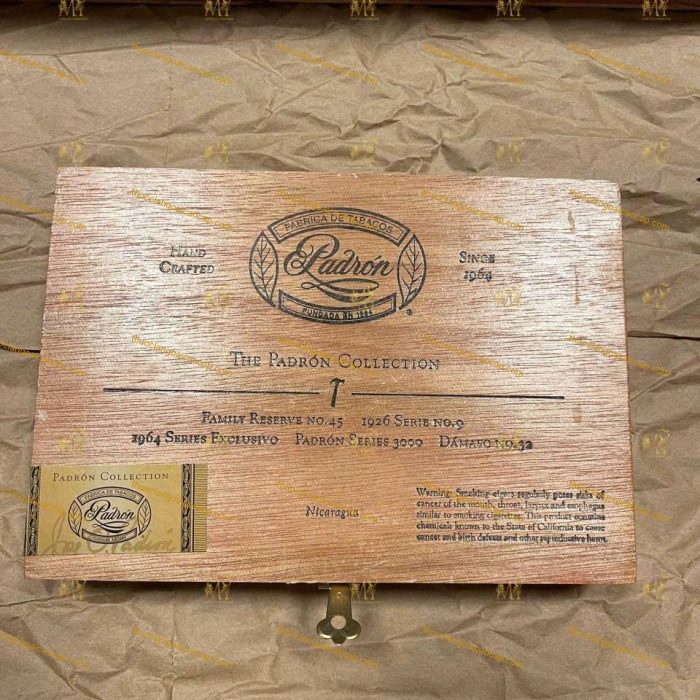 FABRICA DE TABACOS
Padrón
FUNDADA EN 1964
®
HAND
CRAFTED
SINCE
1964
THE PADRÓN COLLECTION
FAMILY RESERVE NO. 45 1926 SERIE NO. 9
1964 SERIES EXCLUSIVO PADRÓN SERIES 3000 DÁMASO NO. 32
PADRÓN COLLECTION
FABRICA DE TABACOS
Padrón
Nicaragua
Warning: Smoking cigars regularly poses risks of
cancer of the mouth, throat, larynx and esophagus
similar to smoking cigarettes. This product contains
chemicals known to the State of California to cause
cancer and birth defects and other reproductive harm.